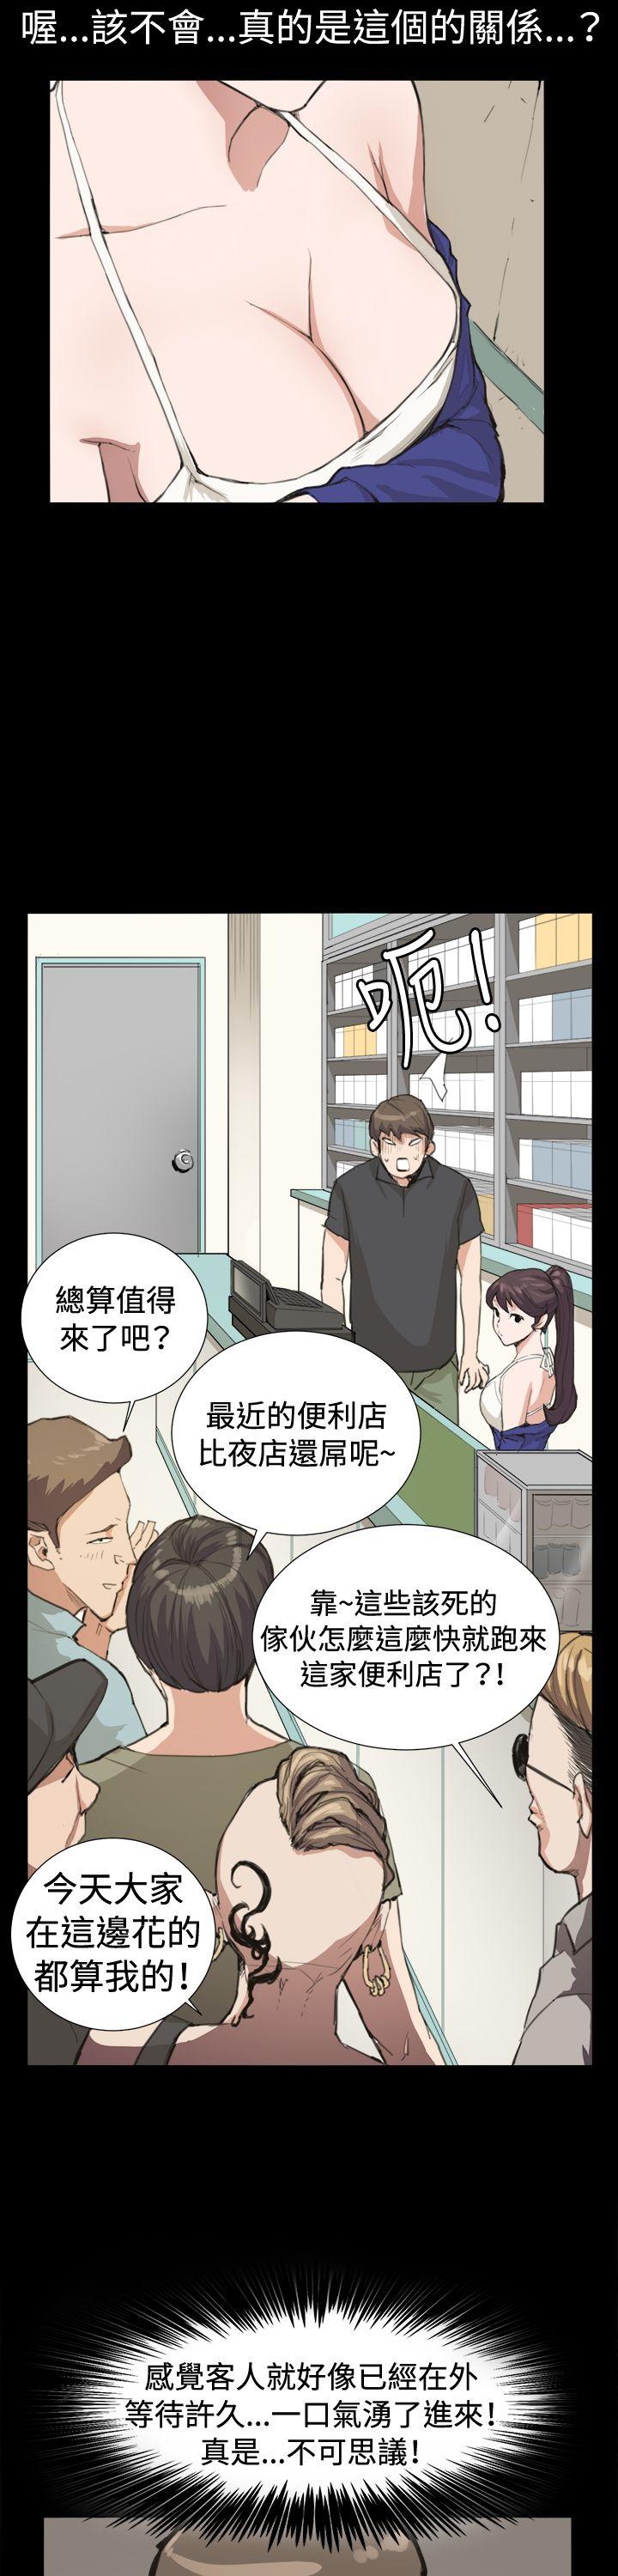 喔...該不會...真的是這個的關係...？
呃！
總算值得
來了吧？
最近的便利店
比夜店還屌呢~
靠~這些該死的
傢伙怎麼這麼快就跑來
這家便利店了？！
今天大家
在這邊花的
都算我的！
感覺客人就好像已經在外
等待許久...一口氣湧了進來！
真是...不可思議！